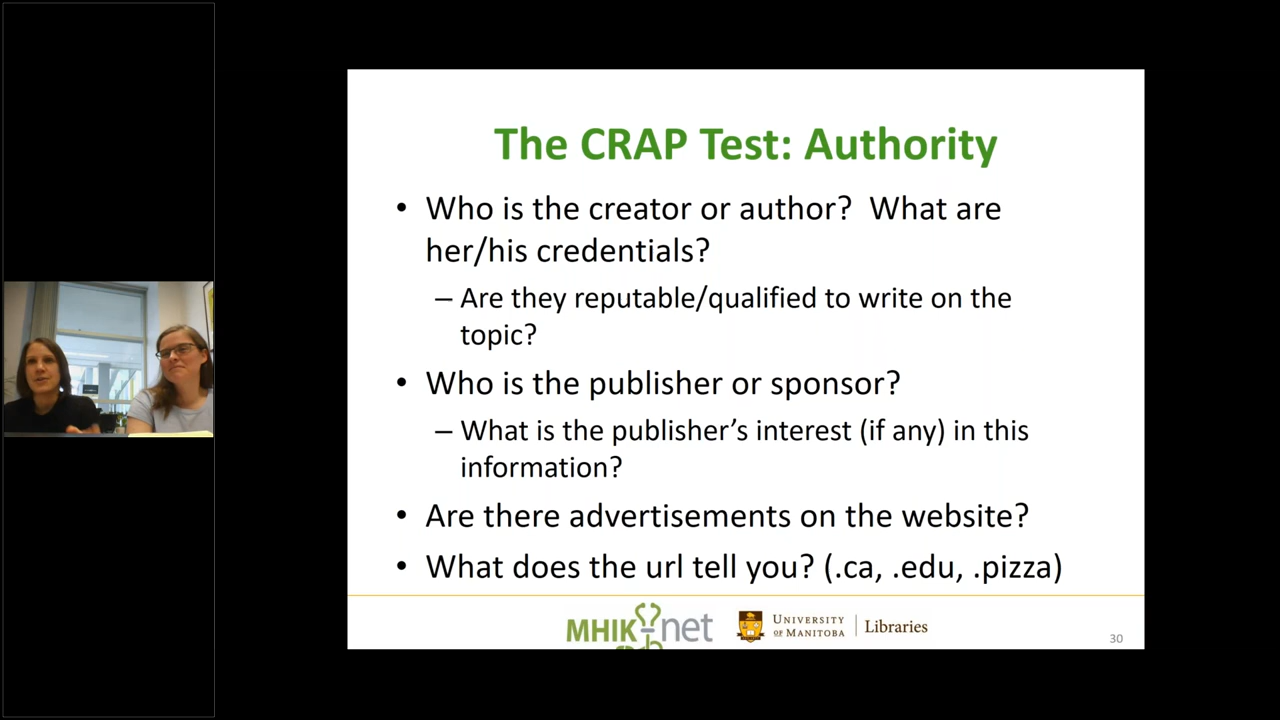 The CRAP Test: Authority
• Who is the creator or author?  What are
her/his credentials?
– Are they reputable/qualified to write on the
topic?
• Who is the publisher or sponsor?
– What is the publisher’s interest (if any) in this
information?
• Are there advertisements on the website?
• What does the url tell you? (.ca, .edu, .pizza)
MHIKnet
UNIVERSITY
OF MANITOBA
Libraries
30